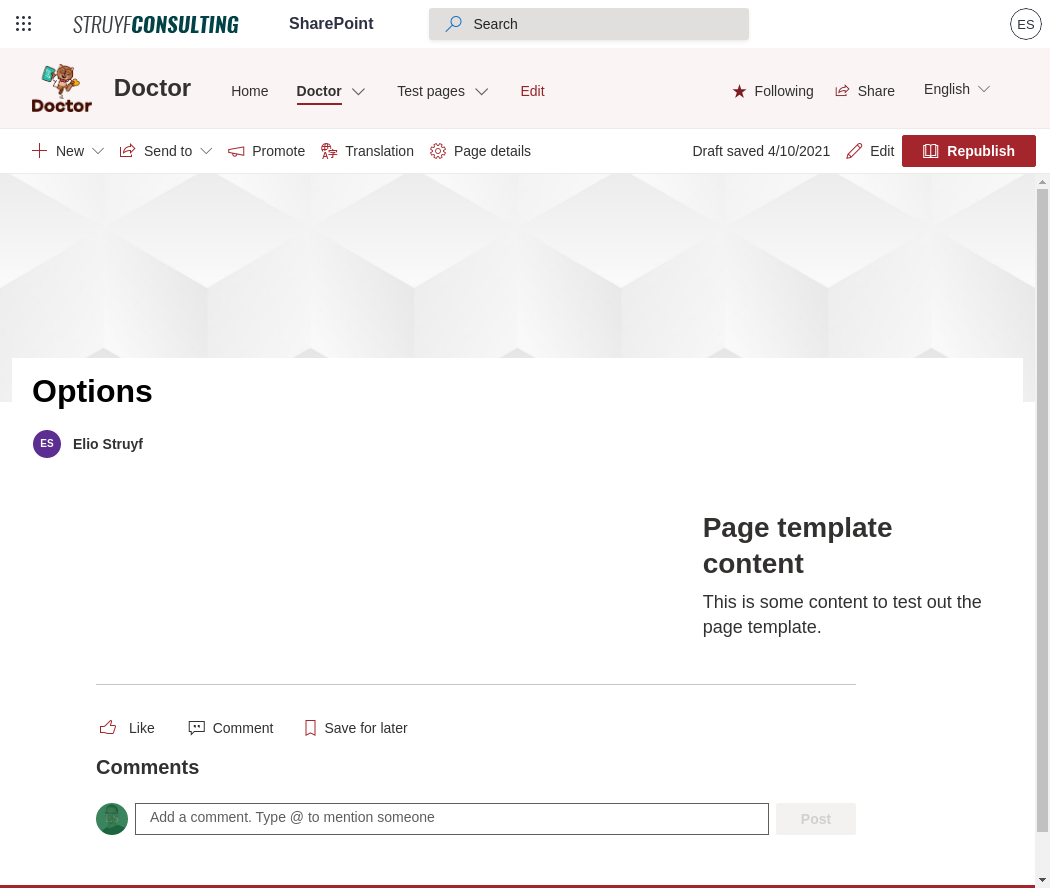 STRUYFCONSULTING SharePoint Search ES
Doctor Doctor Home Doctor Test pages Edit Following Share English
New Send to Promote Translation Page details Draft saved 4/10/2021 Edit Republish
Options
ES Elio Struyf
Page template
content
This is some content to test out the
page template.
Like Comment Save for later
Comments
Add a comment. Type @ to mention someone Post